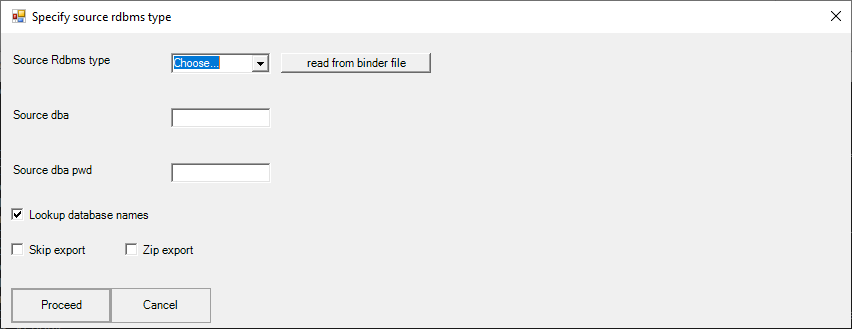 Specify source rdbms type
Source Rdbms type
Choose...
read from binder file
Source dba
Source dba pwd
Lookup database names
Skip export
Zip export
Proceed
Cancel